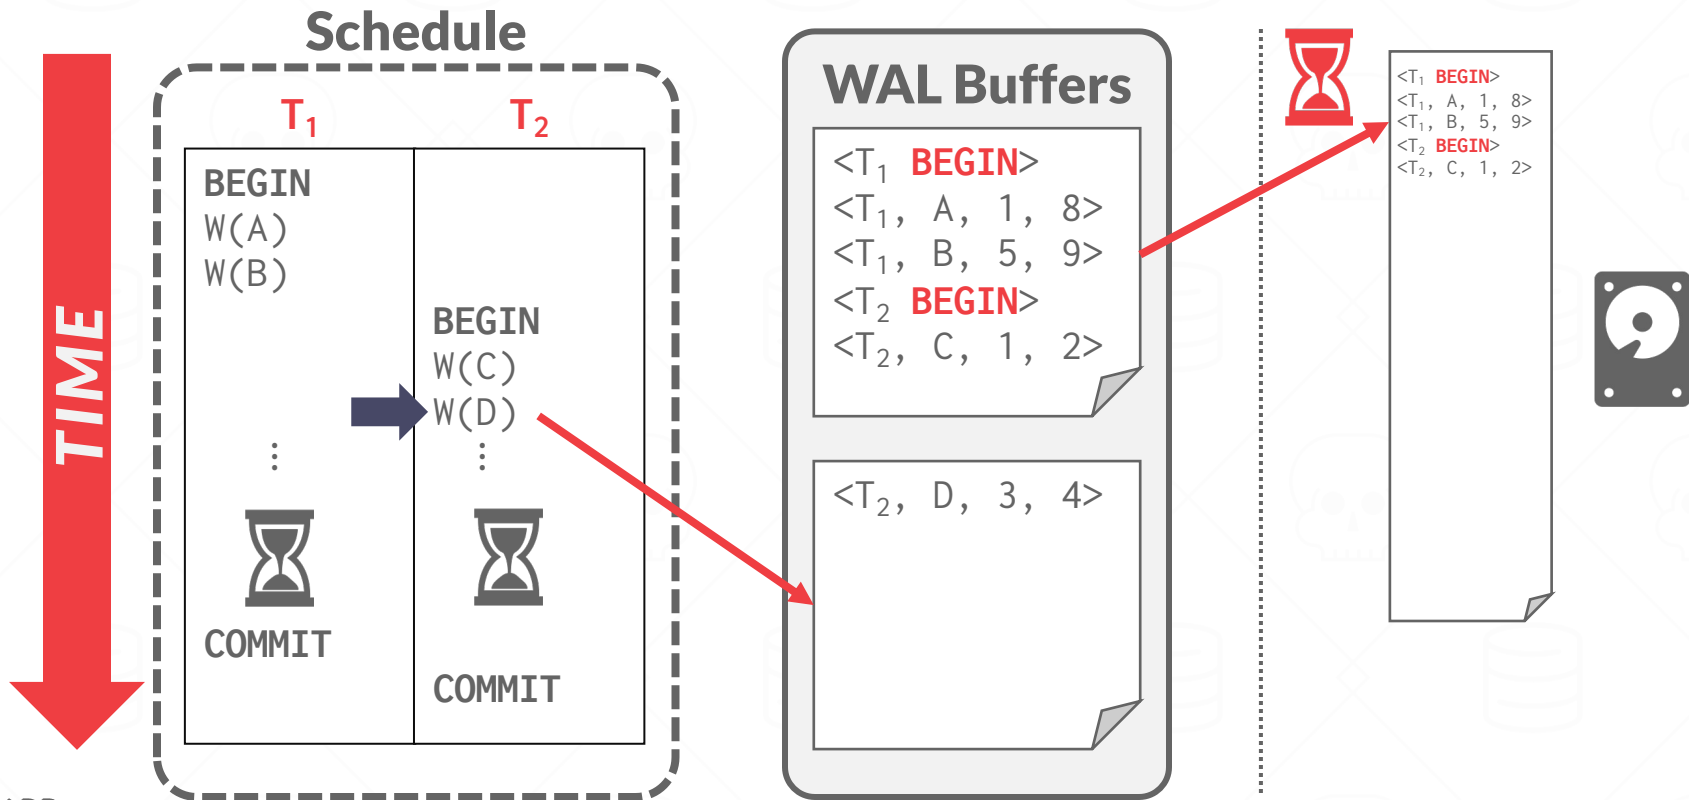 Schedule
TIME
T₁ T₂
BEGIN
W(A)
W(B)
⋮
COMMIT
BEGIN
W(C)
W(D)
⋮
COMMIT
WAL Buffers
<T₁ BEGIN>
<T₁, A, 1, 8>
<T₁, B, 5, 9>
<T₂ BEGIN>
<T₂, C, 1, 2>
<T₂, D, 3, 4>
<T₁ BEGIN>
<T₁, A, 1, 8>
<T₁, B, 5, 9>
<T₂ BEGIN>
<T₂, C, 1, 2>